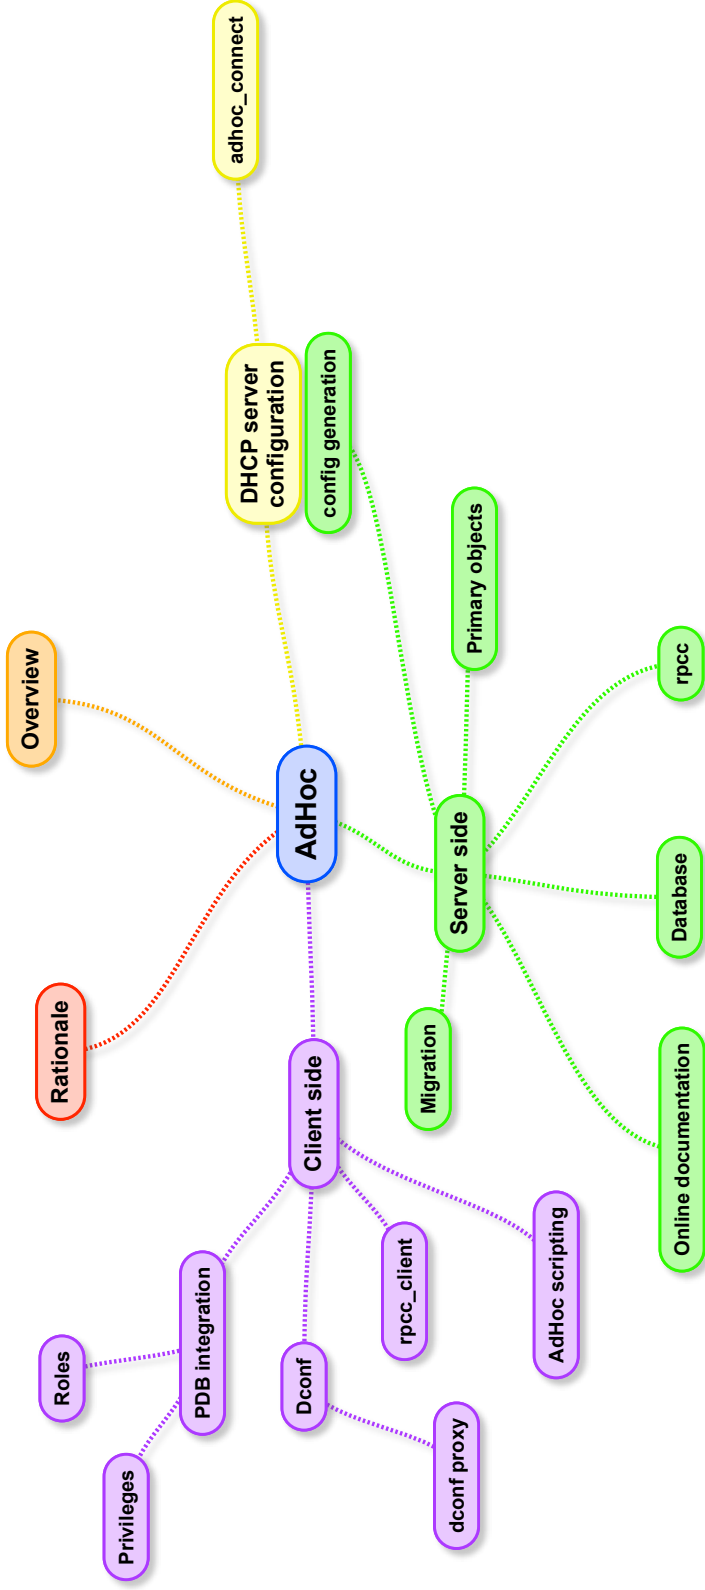 Privileges
Roles
PDB integration
Dconf
dconf proxy
rpcc_client
AdHoc scripting
Client side
Rationale
Overview
AdHoc
DHCP server
configuration
adhoc_connect
config generation
Server side
Primary objects
rpcc
Database
Migration
Online documentation